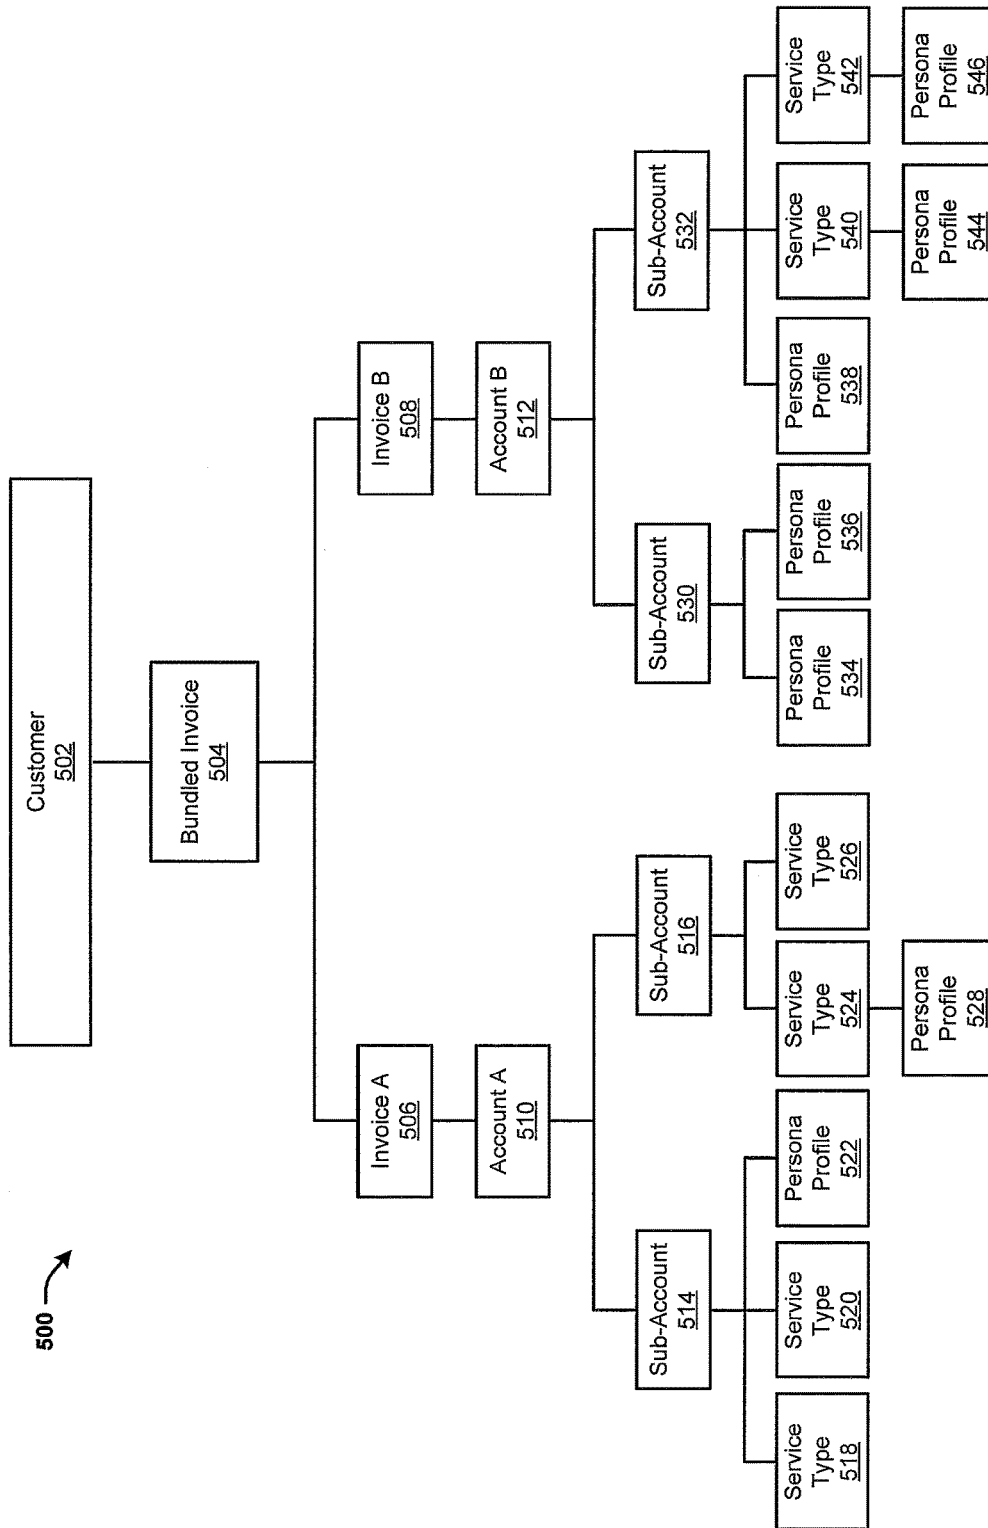 500
Customer
502
Bundled Invoice
504
Invoice A
506
Invoice B
508
Account A
510
Account B
512
Sub-Account
514
Sub-Account
516
Sub-Account
530
Sub-Account
532
Service
Type
518
Service
Type
520
Persona
Profile
522
Service
Type
524
Service
Type
526
Persona
Profile
534
Persona
Profile
536
Persona
Profile
538
Service
Type
540
Service
Type
542
Persona
Profile
528
Persona
Profile
544
Persona
Profile
546